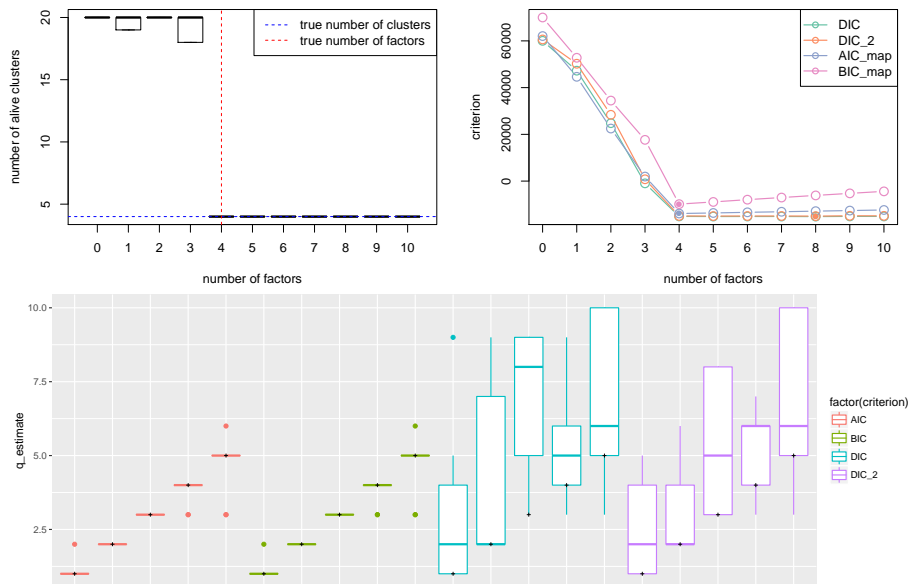 number of alive clusters
20
15
10
5
true number of clusters
true number of factors
0 1 2 3 4 5 6 7 8 9 10
number of factors
criterion
60000
40000
20000
0
DIC
DIC_2
AIC_map
BIC_map
0 1 2 3 4 5 6 7 8 9 10
number of factors
q_estimate
10.0
7.5
5.0
2.5
factor(criterion)
AIC
BIC
DIC
DIC_2